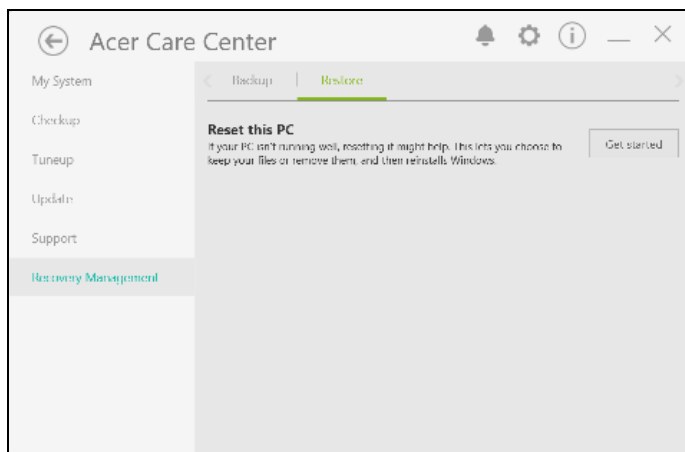 Acer Care Center
My System
Checkup
Tuneup
Update
Support
Recovery Management
Backup | Restore
Reset this PC
If your PC isn't running well, resetting it might help. This lets you choose to
keep your files or remove them, and then reinstalls Windows.
Get started